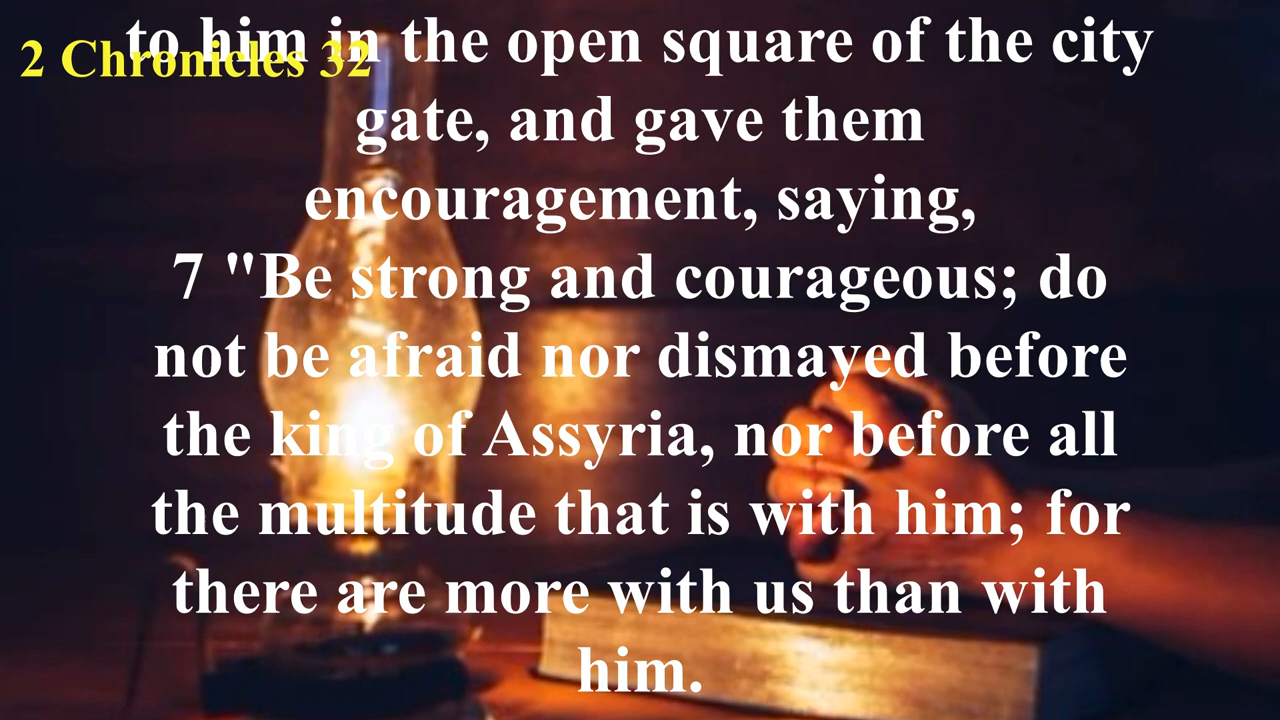 2 Chronicles 32
to him in the open square of the city
gate, and gave them
encouragement, saying,
7 "Be strong and courageous; do
not be afraid nor dismayed before
the king of Assyria, nor before all
the multitude that is with him; for
there are more with us than with
him.